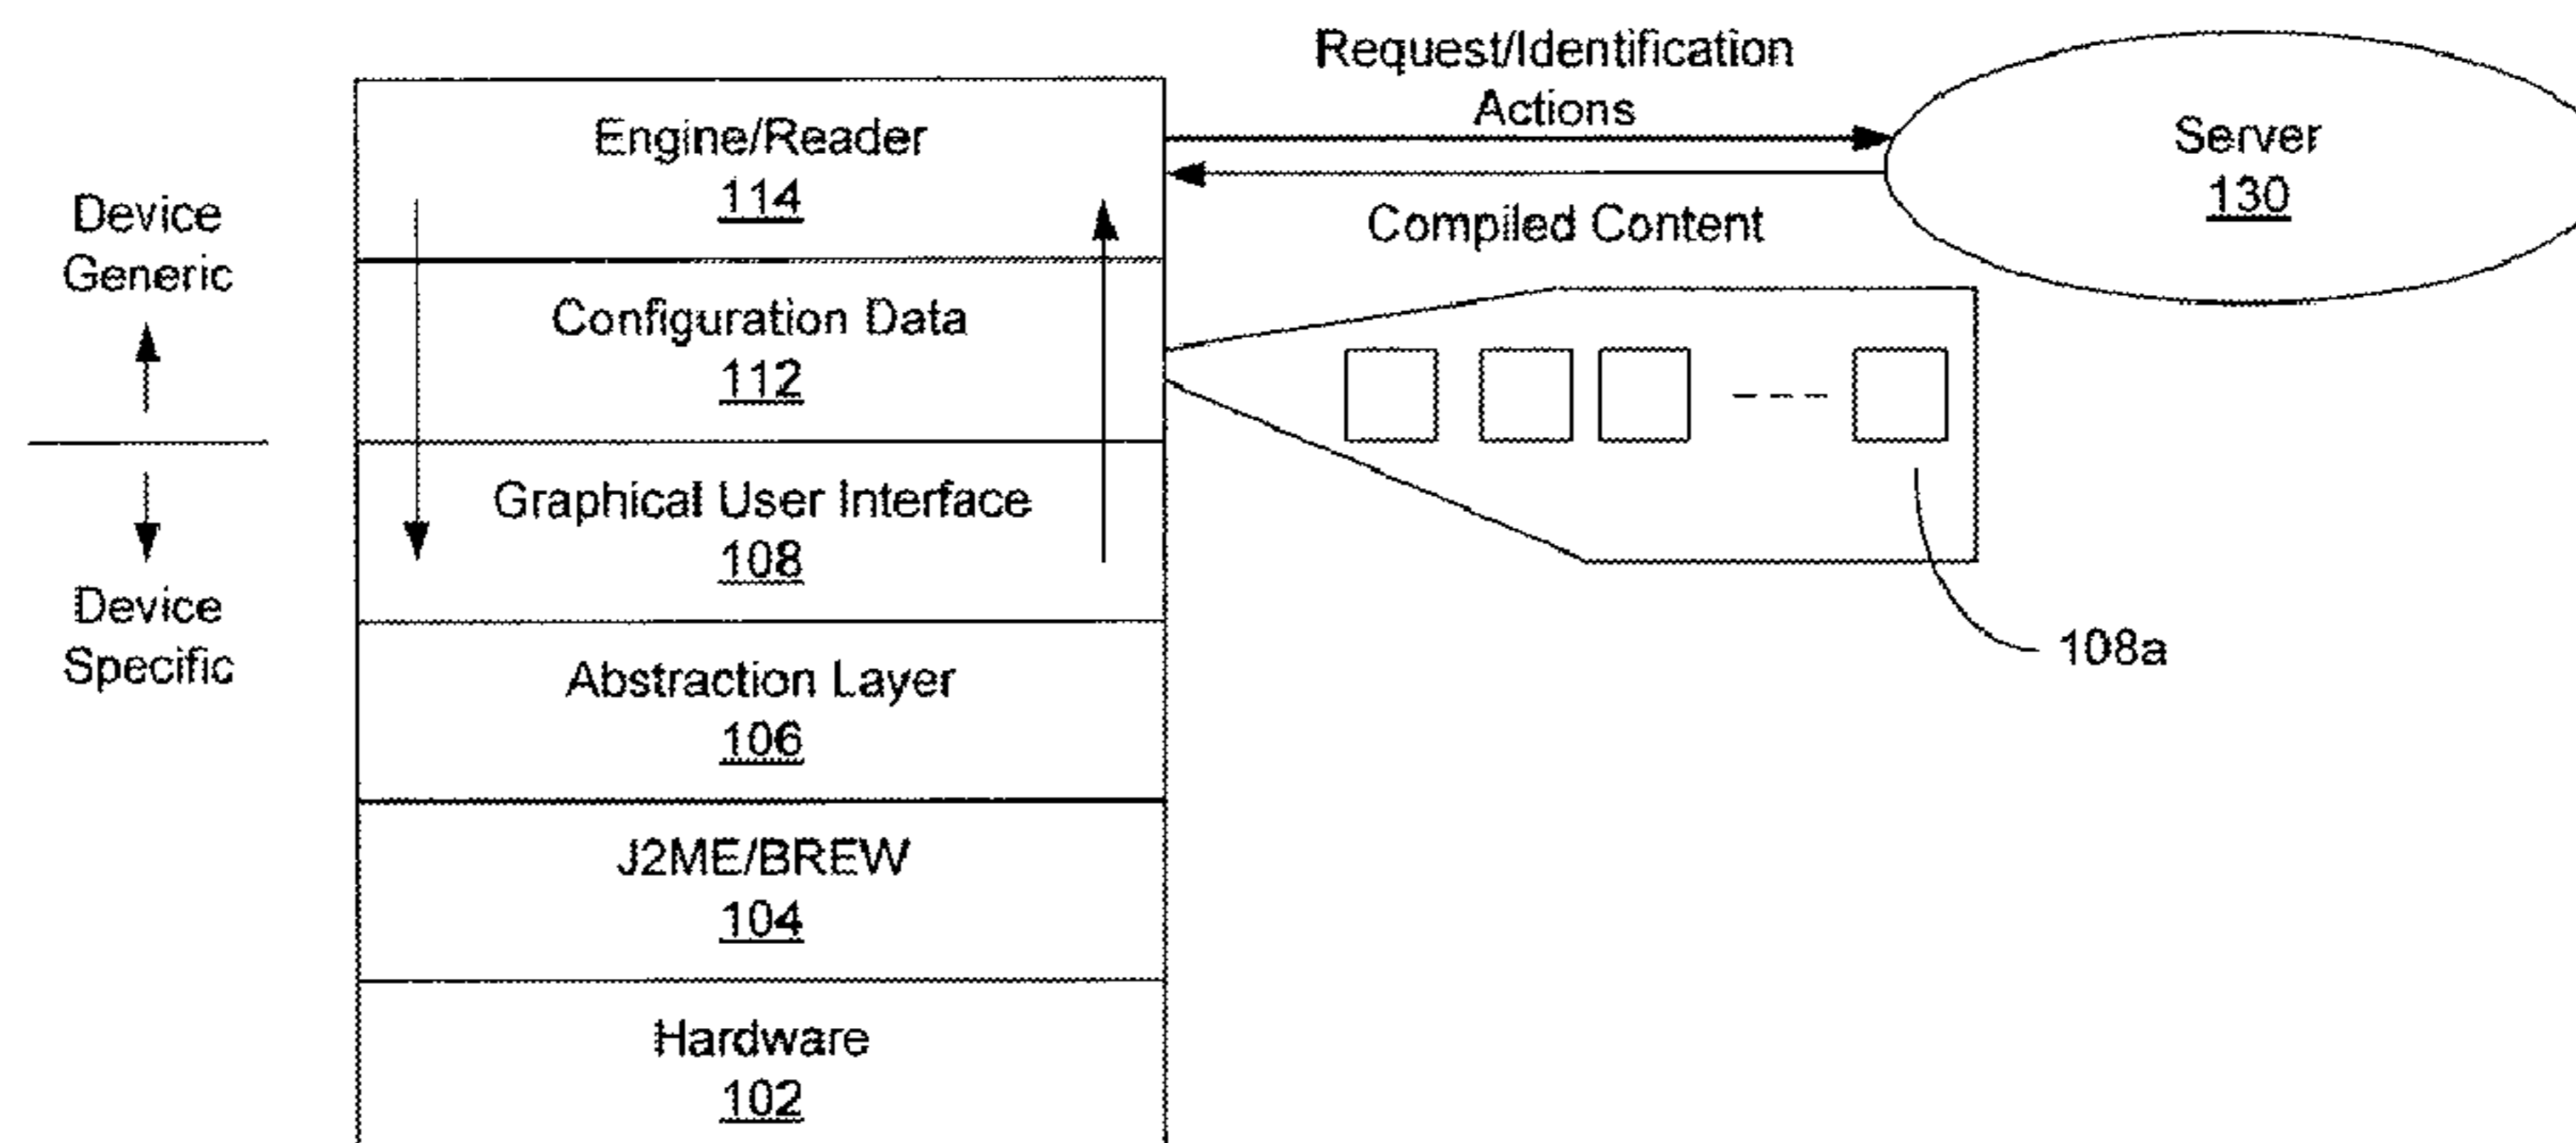 Request/Identification
Actions
Engine/Reader
114
Server
130
Compiled Content
Device
Generic
Configuration Data
112
Graphical User Interface
108
Device
Specific
Abstraction Layer
106
108a
J2ME/BREW
104
Hardware
102